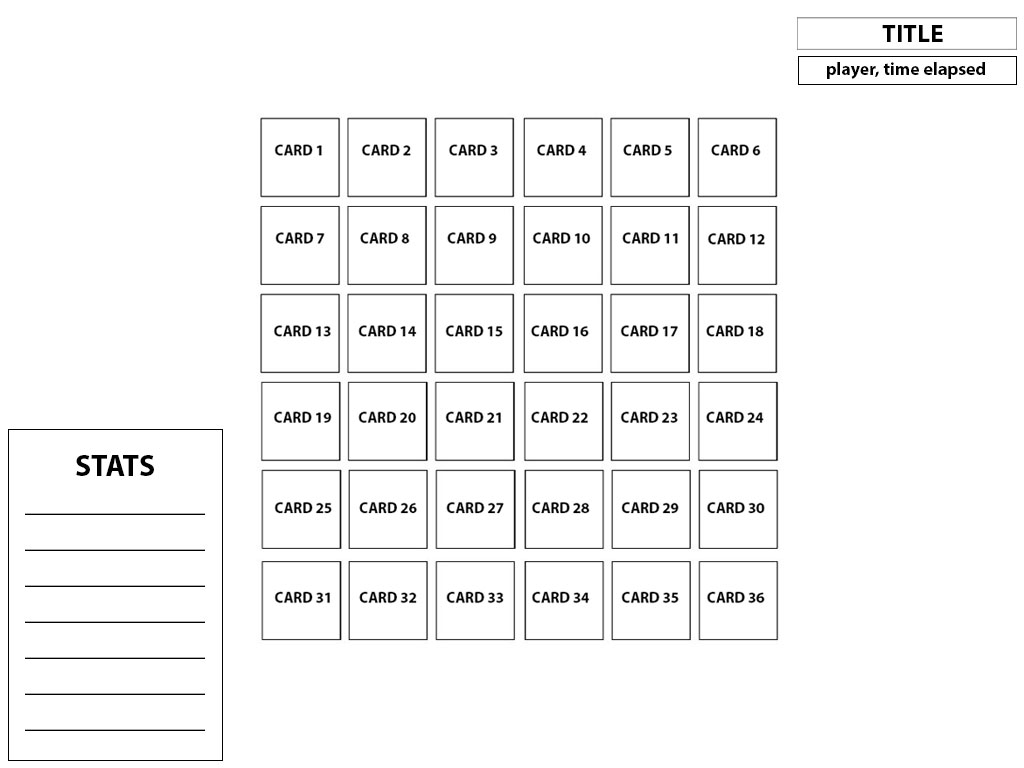 TITLE
player, time elapsed
CARD 1 CARD 2 CARD 3 CARD 4 CARD 5 CARD 6
CARD 7 CARD 8 CARD 9 CARD 10 CARD 11 CARD 12
CARD 13 CARD 14 CARD 15 CARD 16 CARD 17 CARD 18
CARD 19 CARD 20 CARD 21 CARD 22 CARD 23 CARD 24
STATS
CARD 25 CARD 26 CARD 27 CARD 28 CARD 29 CARD 30
CARD 31 CARD 32 CARD 33 CARD 34 CARD 35 CARD 36